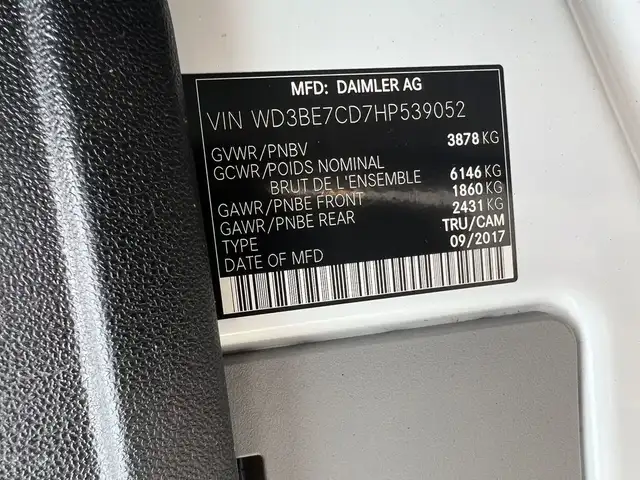 MFD: DAIMLER AG
VIN WD3BE7CD7HP539052
GVWR/PNBV 3878 KG
GCWR/POIDS NOMINAL
BRUT DE L'ENSEMBLE 6146 KG
GAWR/PNBE FRONT 1860 KG
GAWR/PNBE REAR 2431 KG
TYPE TRU/CAM
DATE OF MFD 09/2017